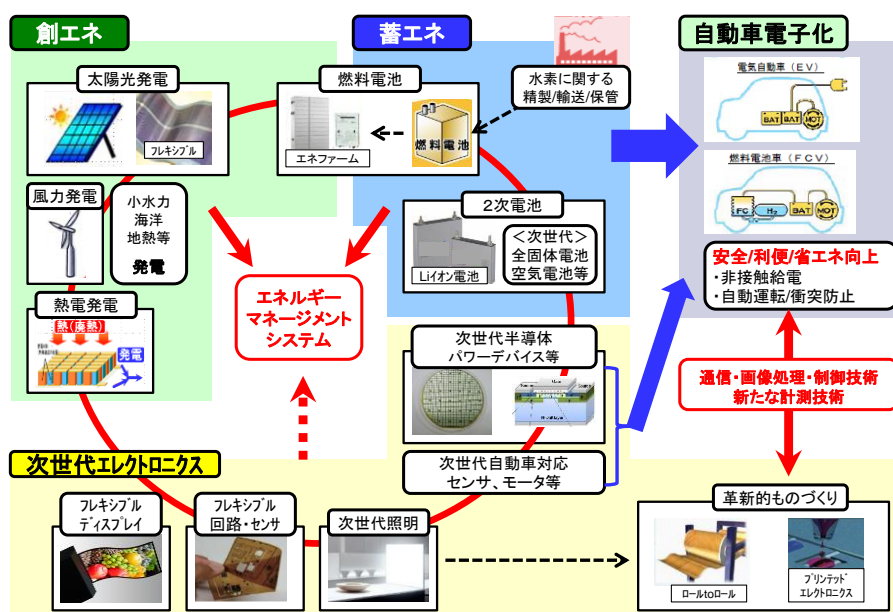 創エネ
蓄エネ
自動車電子化
太陽光発電
フレキシブル
燃料電池
エネファーム
燃料電池
水素に関する
精製/輸送/保管
電気自動車(EV)
BAT
BAT
MOT
燃料電池車(FCV)
FC
H₂
BAT
MOT
風力発電
小水力
海洋
地熱等
発電
2次電池
Liイオン電池
<次世代>
全固体電池
空気電池等
安全/利便/省エネ向上
・非接触給電
・自動運転/衝突防止
熱電発電
熱(廃熱)
発電
エネルギー
マネージメント
システム
次世代半導体
パワーデバイス等
通信・画像処理・制御技術
新たな計測技術
次世代エレクトロニクス
次世代自動車対応
センサ、モータ等
フレキシブル
ディスプレイ
フレキシブル
回路・センサ
次世代照明
革新的ものづくり
ロールtoロール
プリンテッド
エレクトロニクス